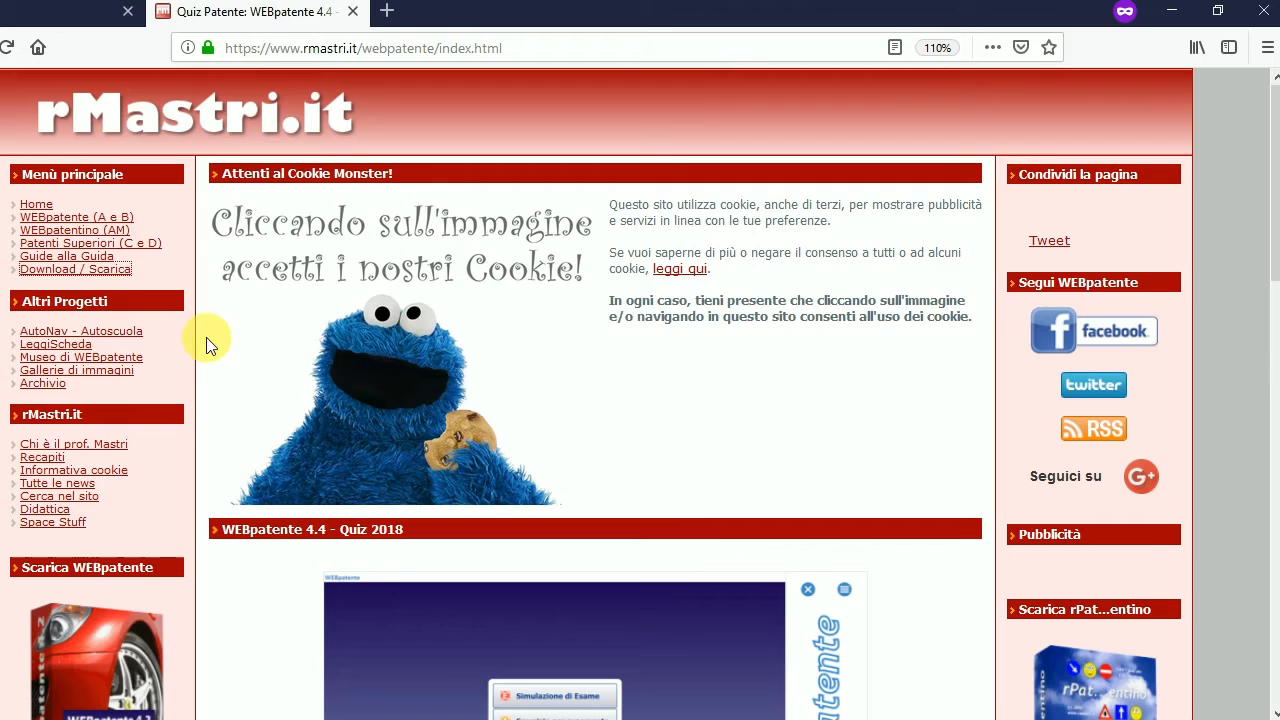 Quiz Patente: WEBpatente 4.4 -
https://www.rmastri.it/webpatente/index.html
110%
rMastri.it
Menù principale
Home
WEBpatente (A e B)
WEBpatentino (AM)
Patenti Superiori (C e D)
Guide alla Guida
Download / Scarica
Altri Progetti
AutoNav - Autoscuola
LeggiScheda
Museo di WEBpatente
Gallerie di immagini
Archivio
rMastri.it
Chi è il prof. Mastri
Recapiti
Informativa cookie
Tutte le news
Cerca nel sito
Didattica
Space Stuff
Scarica WEBpatente
Attenti al Cookie Monster!
Cliccando sull'immagine
accetti i nostri Cookie!
Questo sito utilizza cookie, anche di terzi, per mostrare pubblicità
e servizi in linea con le tue preferenze.
Se vuoi saperne di più o negare il consenso a tutti o ad alcuni
cookie, leggi qui.
In ogni caso, tieni presente che cliccando sull'immagine
e/o navigando in questo sito consenti all'uso dei cookie.
WEBpatente 4.4 - Quiz 2018
WEBpatente
Simulazione di Esame
Condividi la pagina
Tweet
Segui WEBpatente
facebook
twitter
RSS
Seguici su
G+
Pubblicità
Scarica rPat...entino
rPat...entino